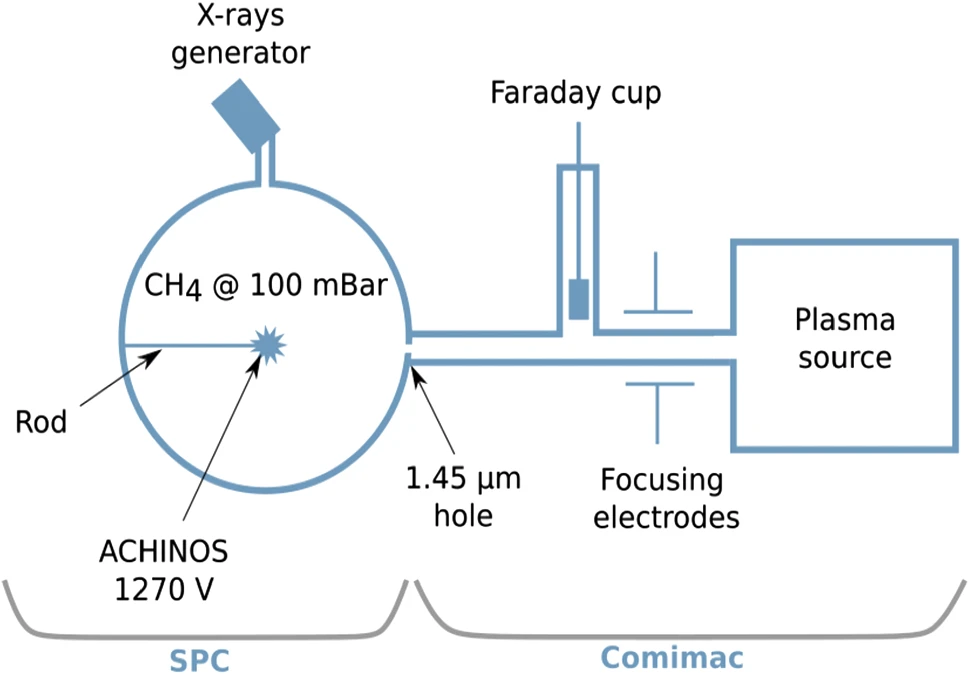 X-rays
generator
Faraday cup
CH4 @ 100 mBar
Plasma
source
Rod
1.45 µm
hole
Focusing
electrodes
ACHINOS
1270 V
SPC
Comimac